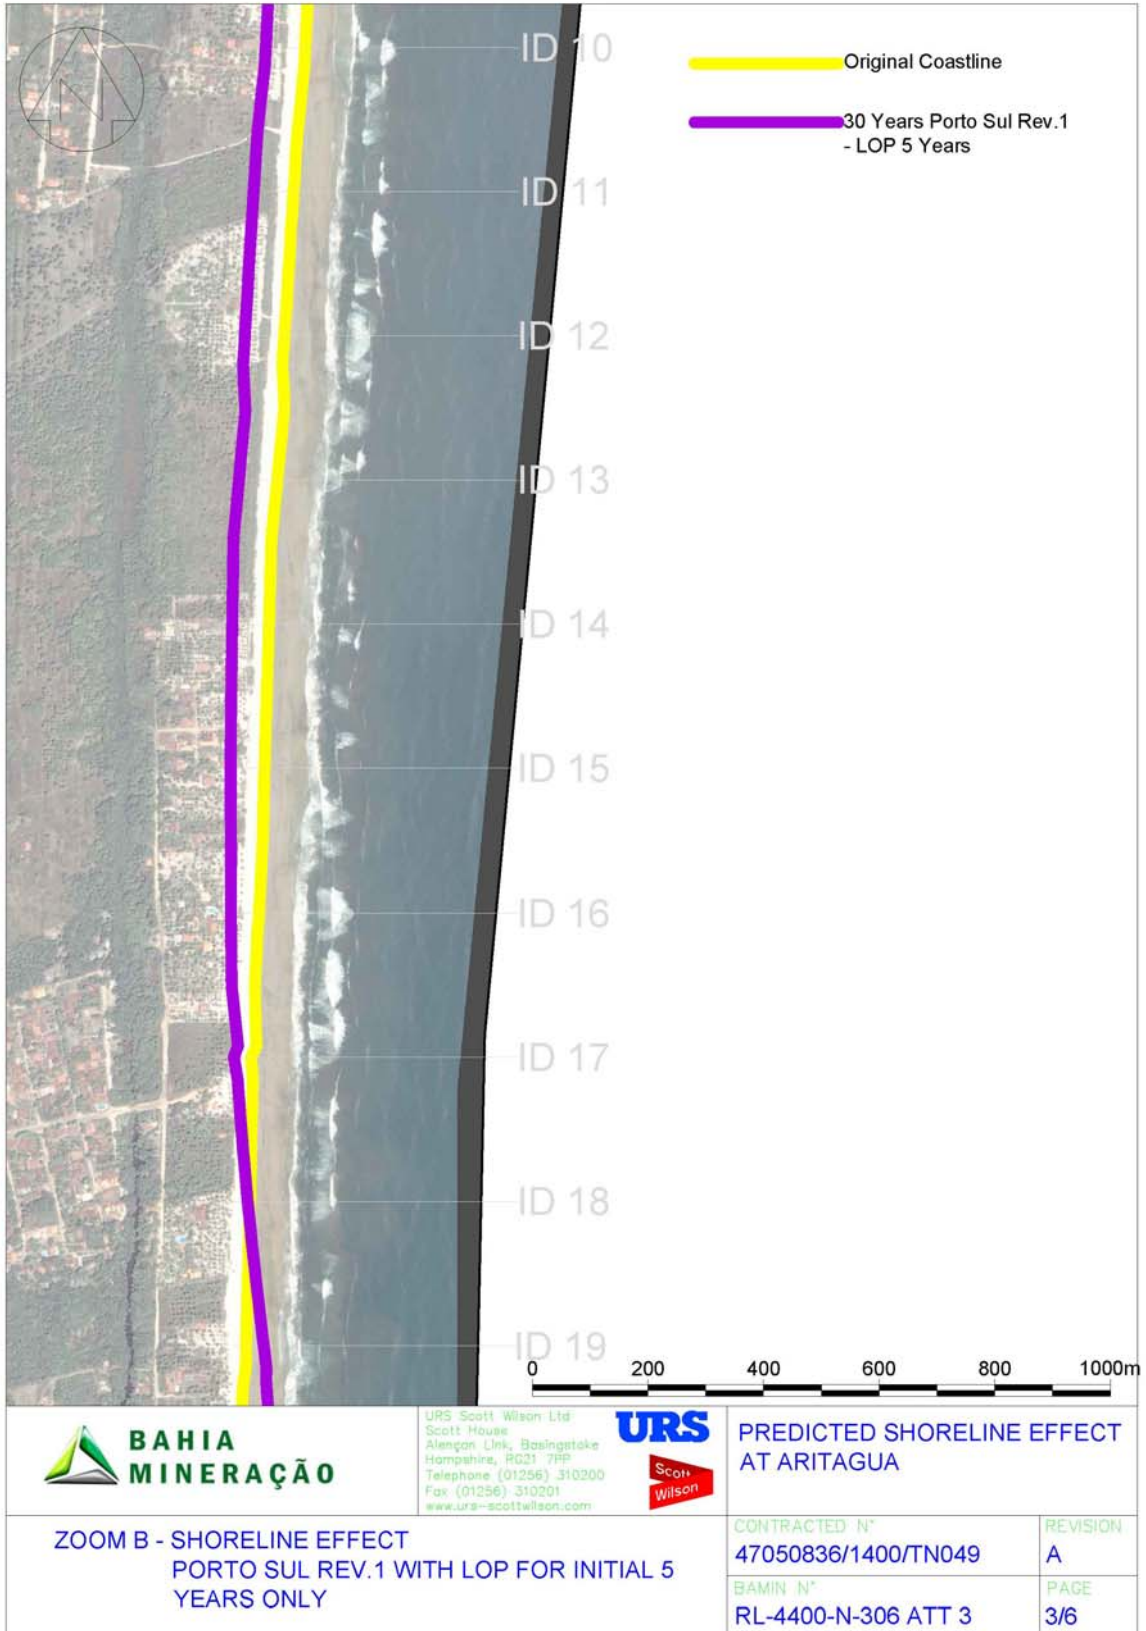 N
ID 10
Original Coastline
30 Years Porto Sul Rev.1
- LOP 5 Years
ID 11
ID 12
ID 13
ID 14
ID 15
ID 16
ID 17
ID 18
ID 19
0 200 400 600 800 1000m
BAHIA
MINERAÇÃO
URS Scott Wilson Ltd
Scott House
Alençon Link, Basingstoke
Hampshire, RG21 7PP
Telephone (01256) 310200
Fax (01256) 310201
www.urs-scottwilson.com
URS
Scott
Wilson
PREDICTED SHORELINE EFFECT
AT ARITAGUA
ZOOM B - SHORELINE EFFECT
PORTO SUL REV.1 WITH LOP FOR INITIAL 5
YEARS ONLY
CONTRACTED N°
47050836/1400/TN049
REVISION
A
BAMIN N°
RL-4400-N-306 ATT 3
PAGE
3/6